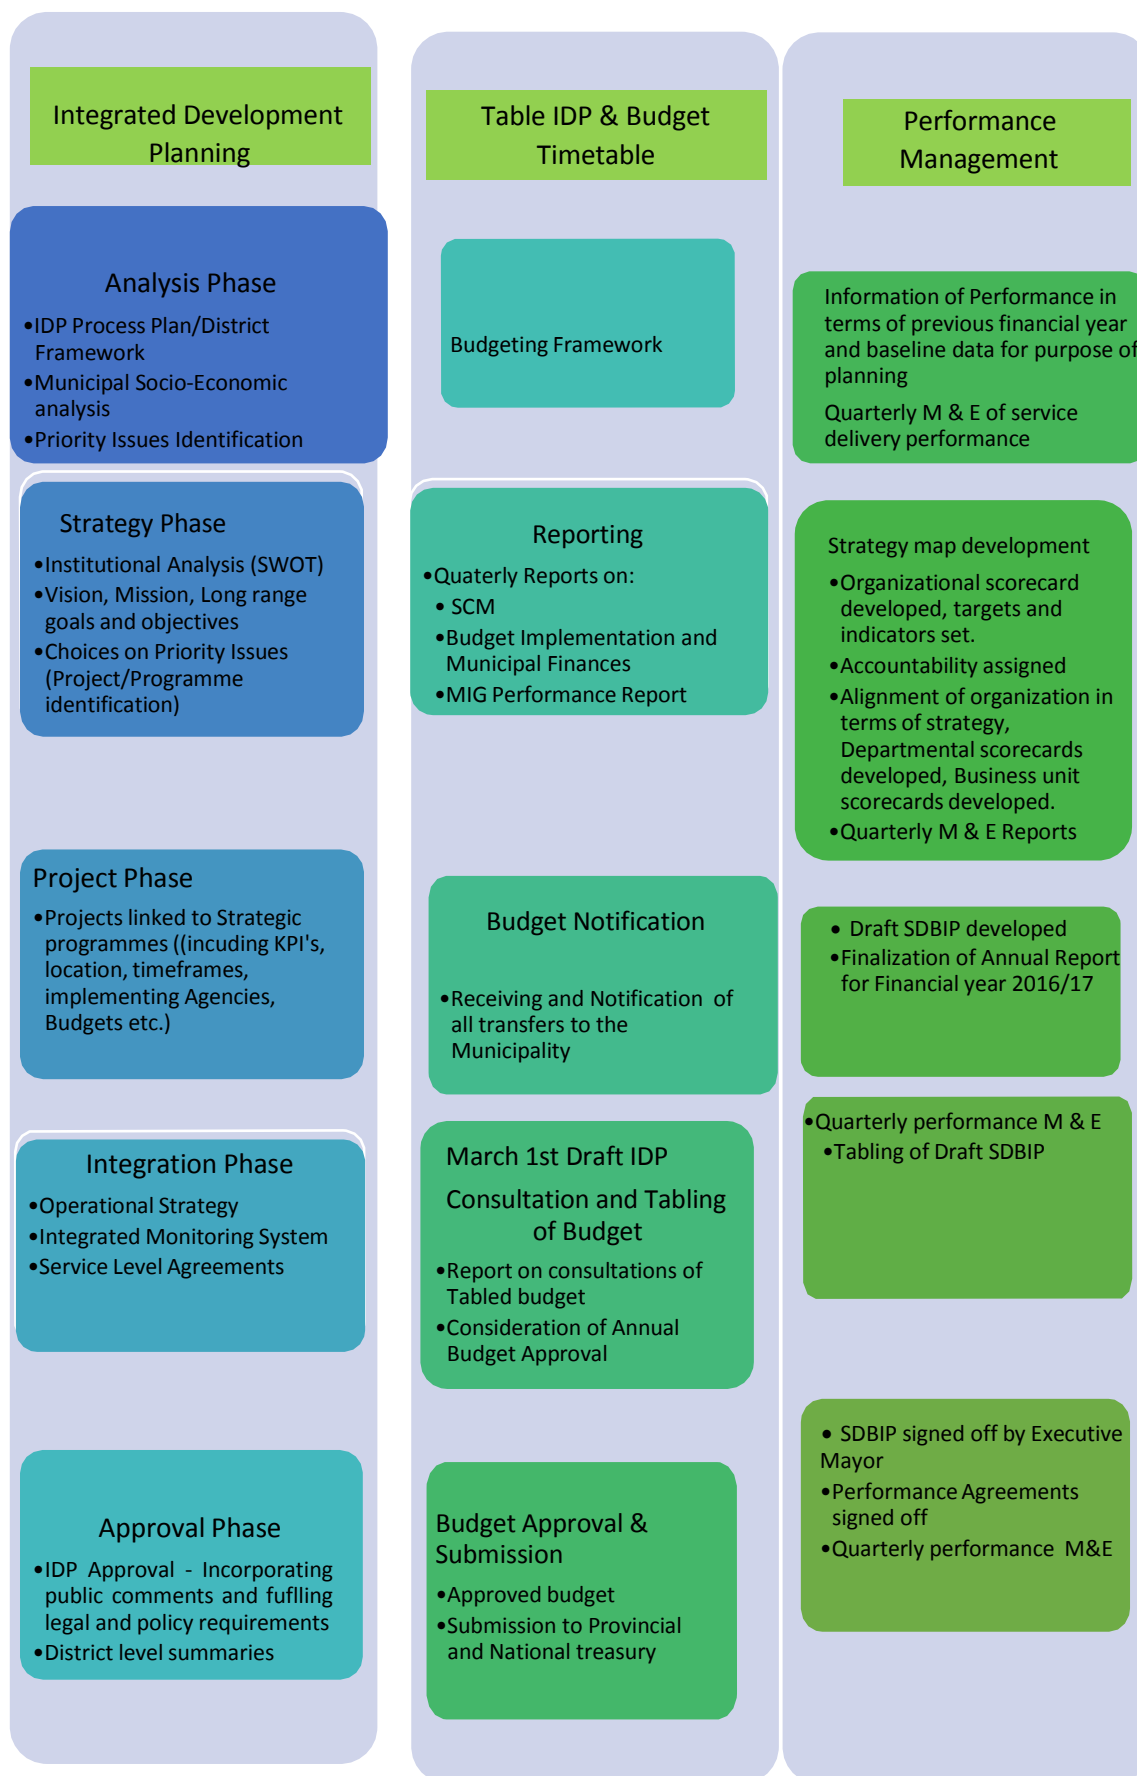 Integrated Development
Planning
Analysis Phase
•IDP Process Plan/District
Framework
•Municipal Socio-Economic
analysis
•Priority Issues Identification
Strategy Phase
•Institutional Analysis (SWOT)
•Vision, Mission, Long range
goals and objectives
•Choices on Priority Issues
(Project/Programme
identification)
Project Phase
•Projects linked to Strategic
programmes ((incuding KPI's,
location, timeframes,
implementing Agencies,
Budgets etc.)
Integration Phase
•Operational Strategy
•Integrated Monitoring System
•Service Level Agreements
Approval Phase
•IDP Approval - Incorporating
public comments and fuflling
legal and policy requirements
•District level summaries
Table IDP & Budget
Timetable
Budgeting Framework
Reporting
•Quaterly Reports on:
• SCM
•Budget Implementation and
Municipal Finances
•MIG Performance Report
Budget Notification
•Receiving and Notification of
all transfers to the
Municipality
March 1st Draft IDP
Consultation and Tabling
of Budget
•Report on consultations of
Tabled budget
•Consideration of Annual
Budget Approval
Budget Approval &
Submission
•Approved budget
•Submission to Provincial
and National treasury
Performance
Management
Information of Performance in
terms of previous financial year
and baseline data for purpose of
planning
Quarterly M & E of service
delivery performance
Strategy map development
•Organizational scorecard
developed, targets and
indicators set.
•Accountability assigned
•Alignment of organization in
terms of strategy,
Departmental scorecards
developed, Business unit
scorecards developed.
•Quarterly M & E Reports
• Draft SDBIP developed
•Finalization of Annual Report
for Financial year 2016/17
•Quarterly performance M & E
•Tabling of Draft SDBIP
• SDBIP signed off by Executive
Mayor
•Performance Agreements
signed off
•Quarterly performance M&E